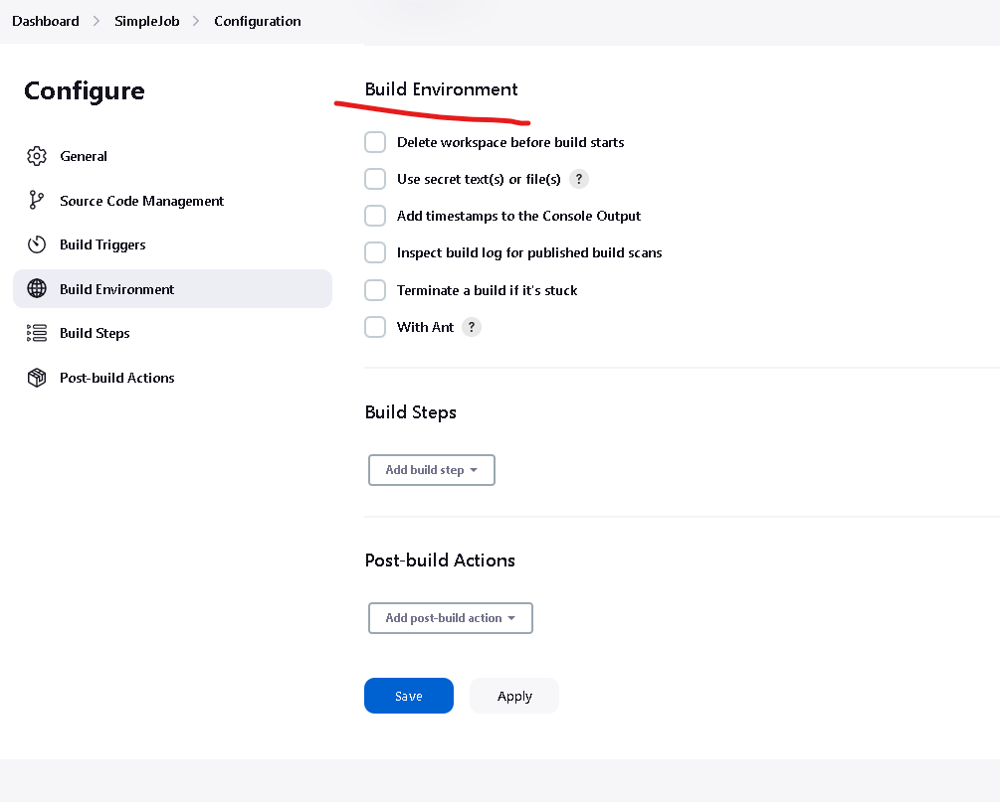 Dashboard > SimpleJob > Configuration
Configure
General
Source Code Management
Build Triggers
Build Environment
Build Steps
Post-build Actions
Build Environment
Delete workspace before build starts
Use secret text(s) or file(s) ?
Add timestamps to the Console Output
Inspect build log for published build scans
Terminate a build if it's stuck
With Ant ?
Build Steps
Add build step
Post-build Actions
Add post-build action
Save Apply